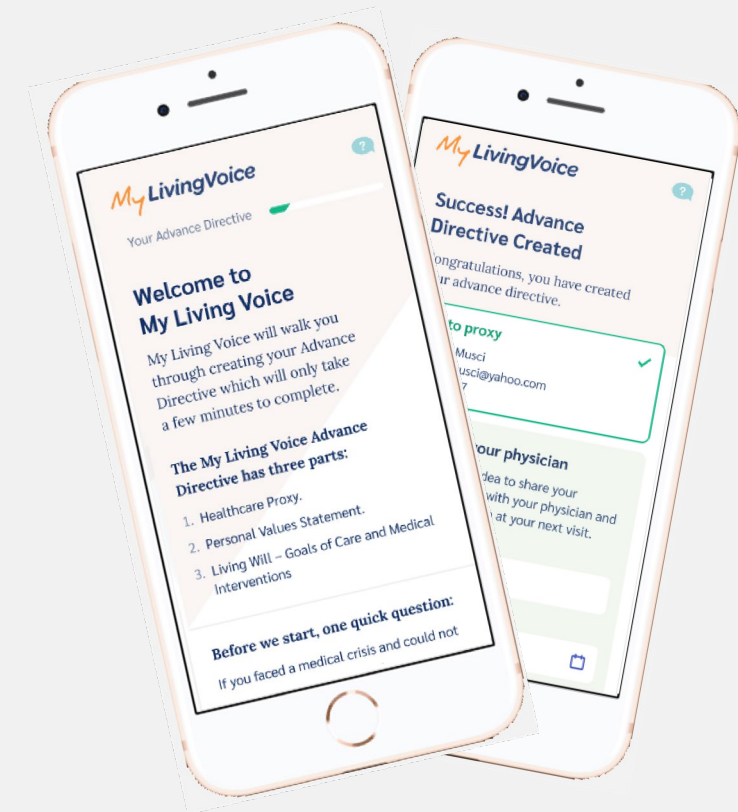 My LivingVoice
?
Your Advance Directive
Welcome to
My Living Voice
My Living Voice will walk you
through creating your Advance
Directive which will only take
a few minutes to complete.
The My Living Voice Advance
Directive has three parts:
1. Healthcare Proxy.
2. Personal Values Statement.
3. Living Will – Goals of Care and Medical
Interventions
Before we start, one quick question:
If you faced a medical crisis and could not
My LivingVoice
?
Success! Advance
Directive Created
you have created
advance directive.
to proxy
Musci
@yahoo.com
7
physician
to share your
with your physician and
at your next visit.